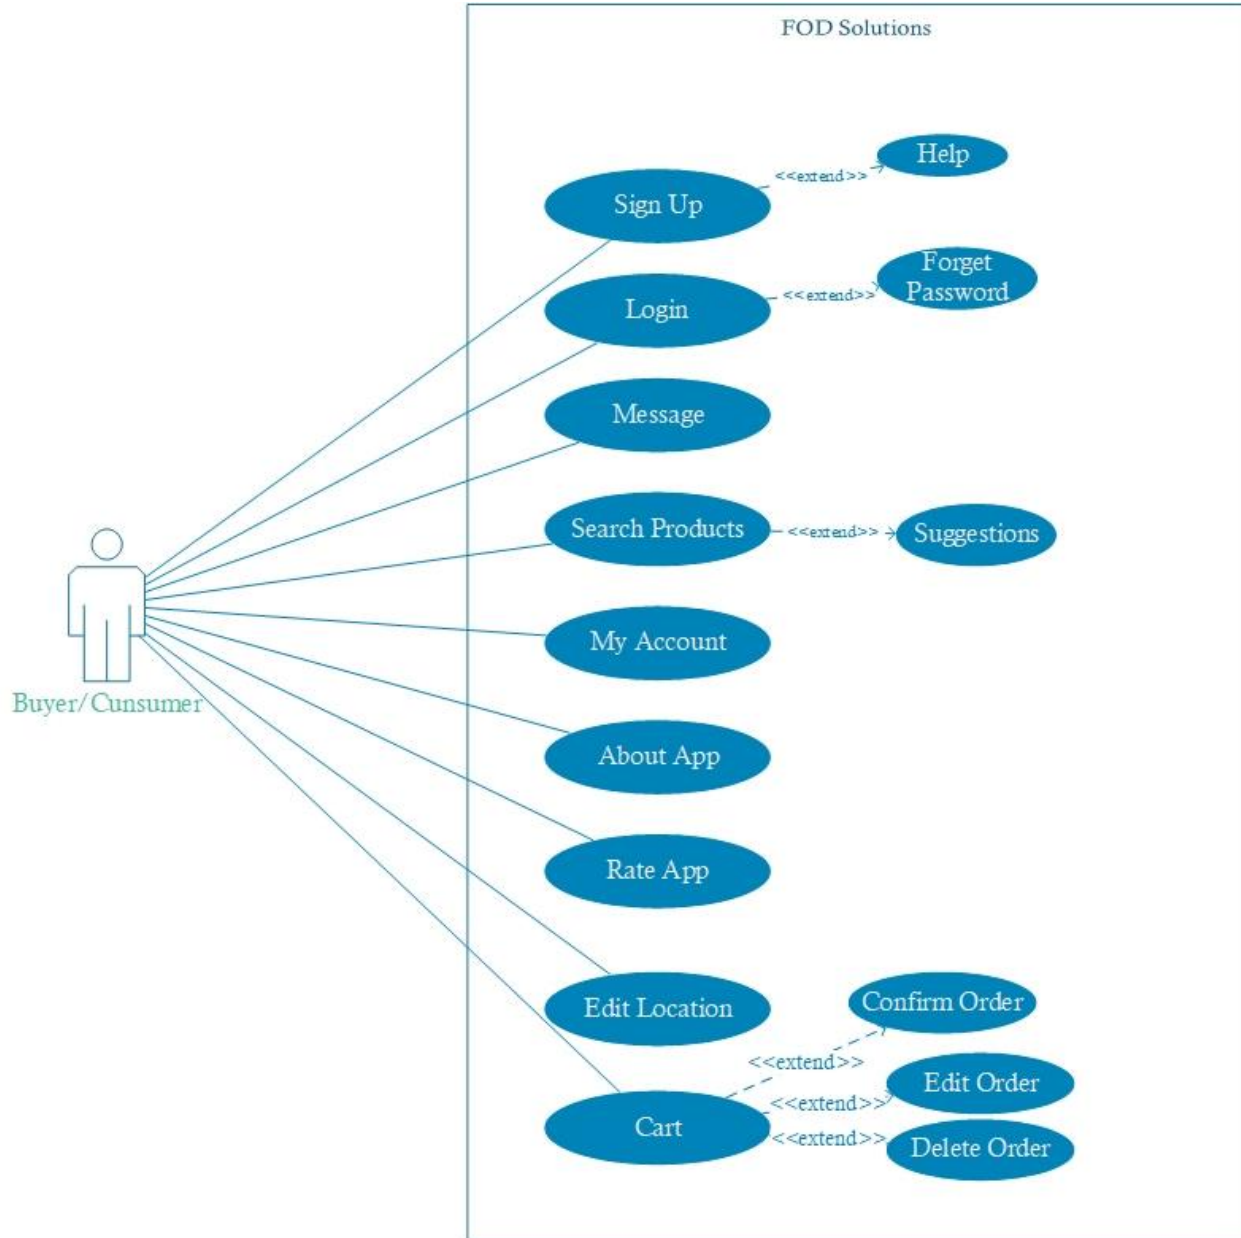 FOD Solutions
Help
<<extend>>
Sign Up
Forget
Password
<<extend>>
Login
Message
Search Products
<<extend>>
Suggestions
My Account
Buyer/Cunsumer
About App
Rate App
Edit Location
Confirm Order
<<extend>>
Edit Order
<<extend>>
Cart
<<extend>>
Delete Order